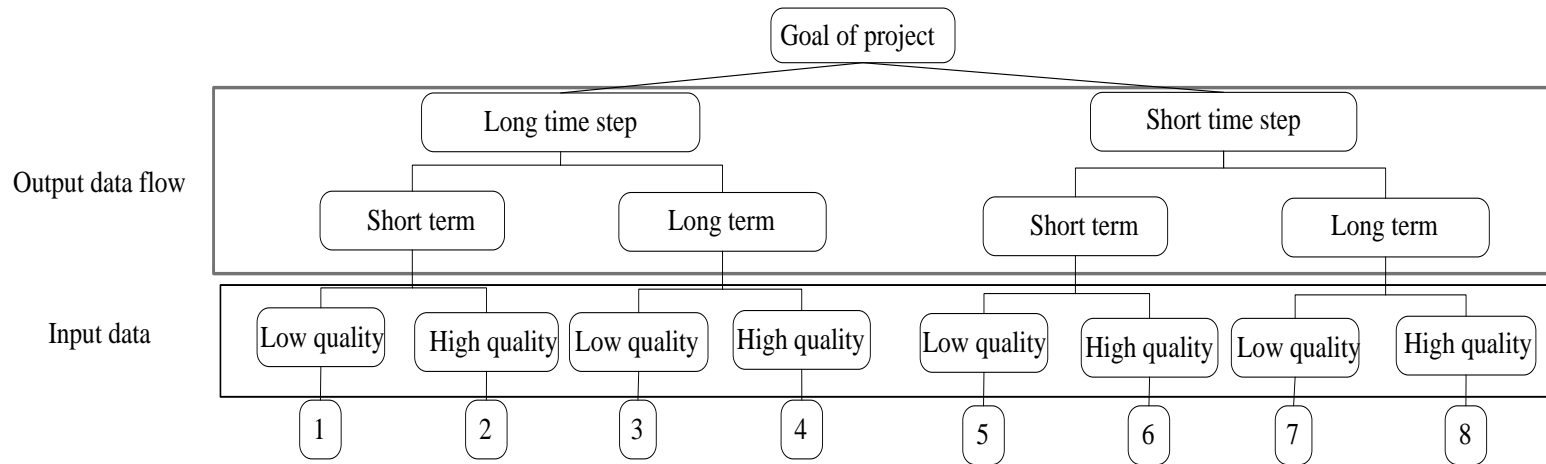 Goal of project
Long time step
Short time step
Output data flow
Short term
Long term
Short term
Long term
Input data
Low quality
High quality
Low quality
High quality
Low quality
High quality
Low quality
High quality
1
2
3
4
5
6
7
8